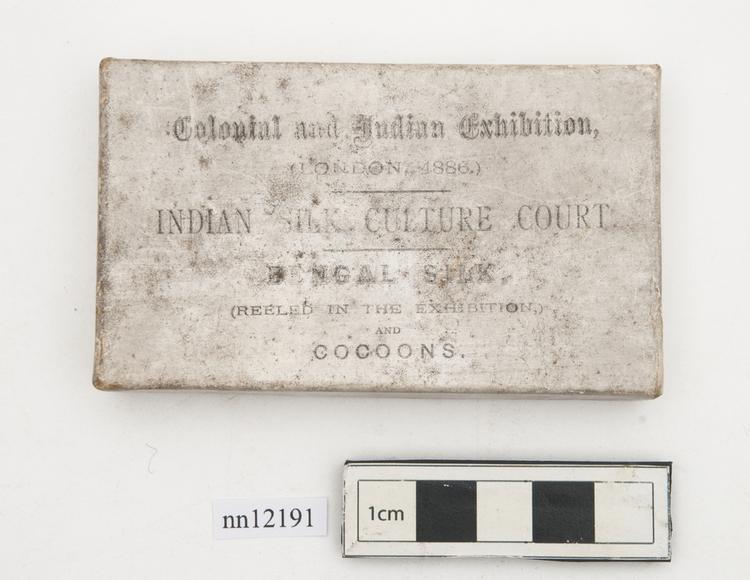 Colonial and Indian Exhibition,
(LONDON, 1886.)
INDIAN SILK CULTURE COURT.
BENGAL SILK,
(REELED IN THE EXHIBITION,)
AND
COCOONS.
nn12191
1cm